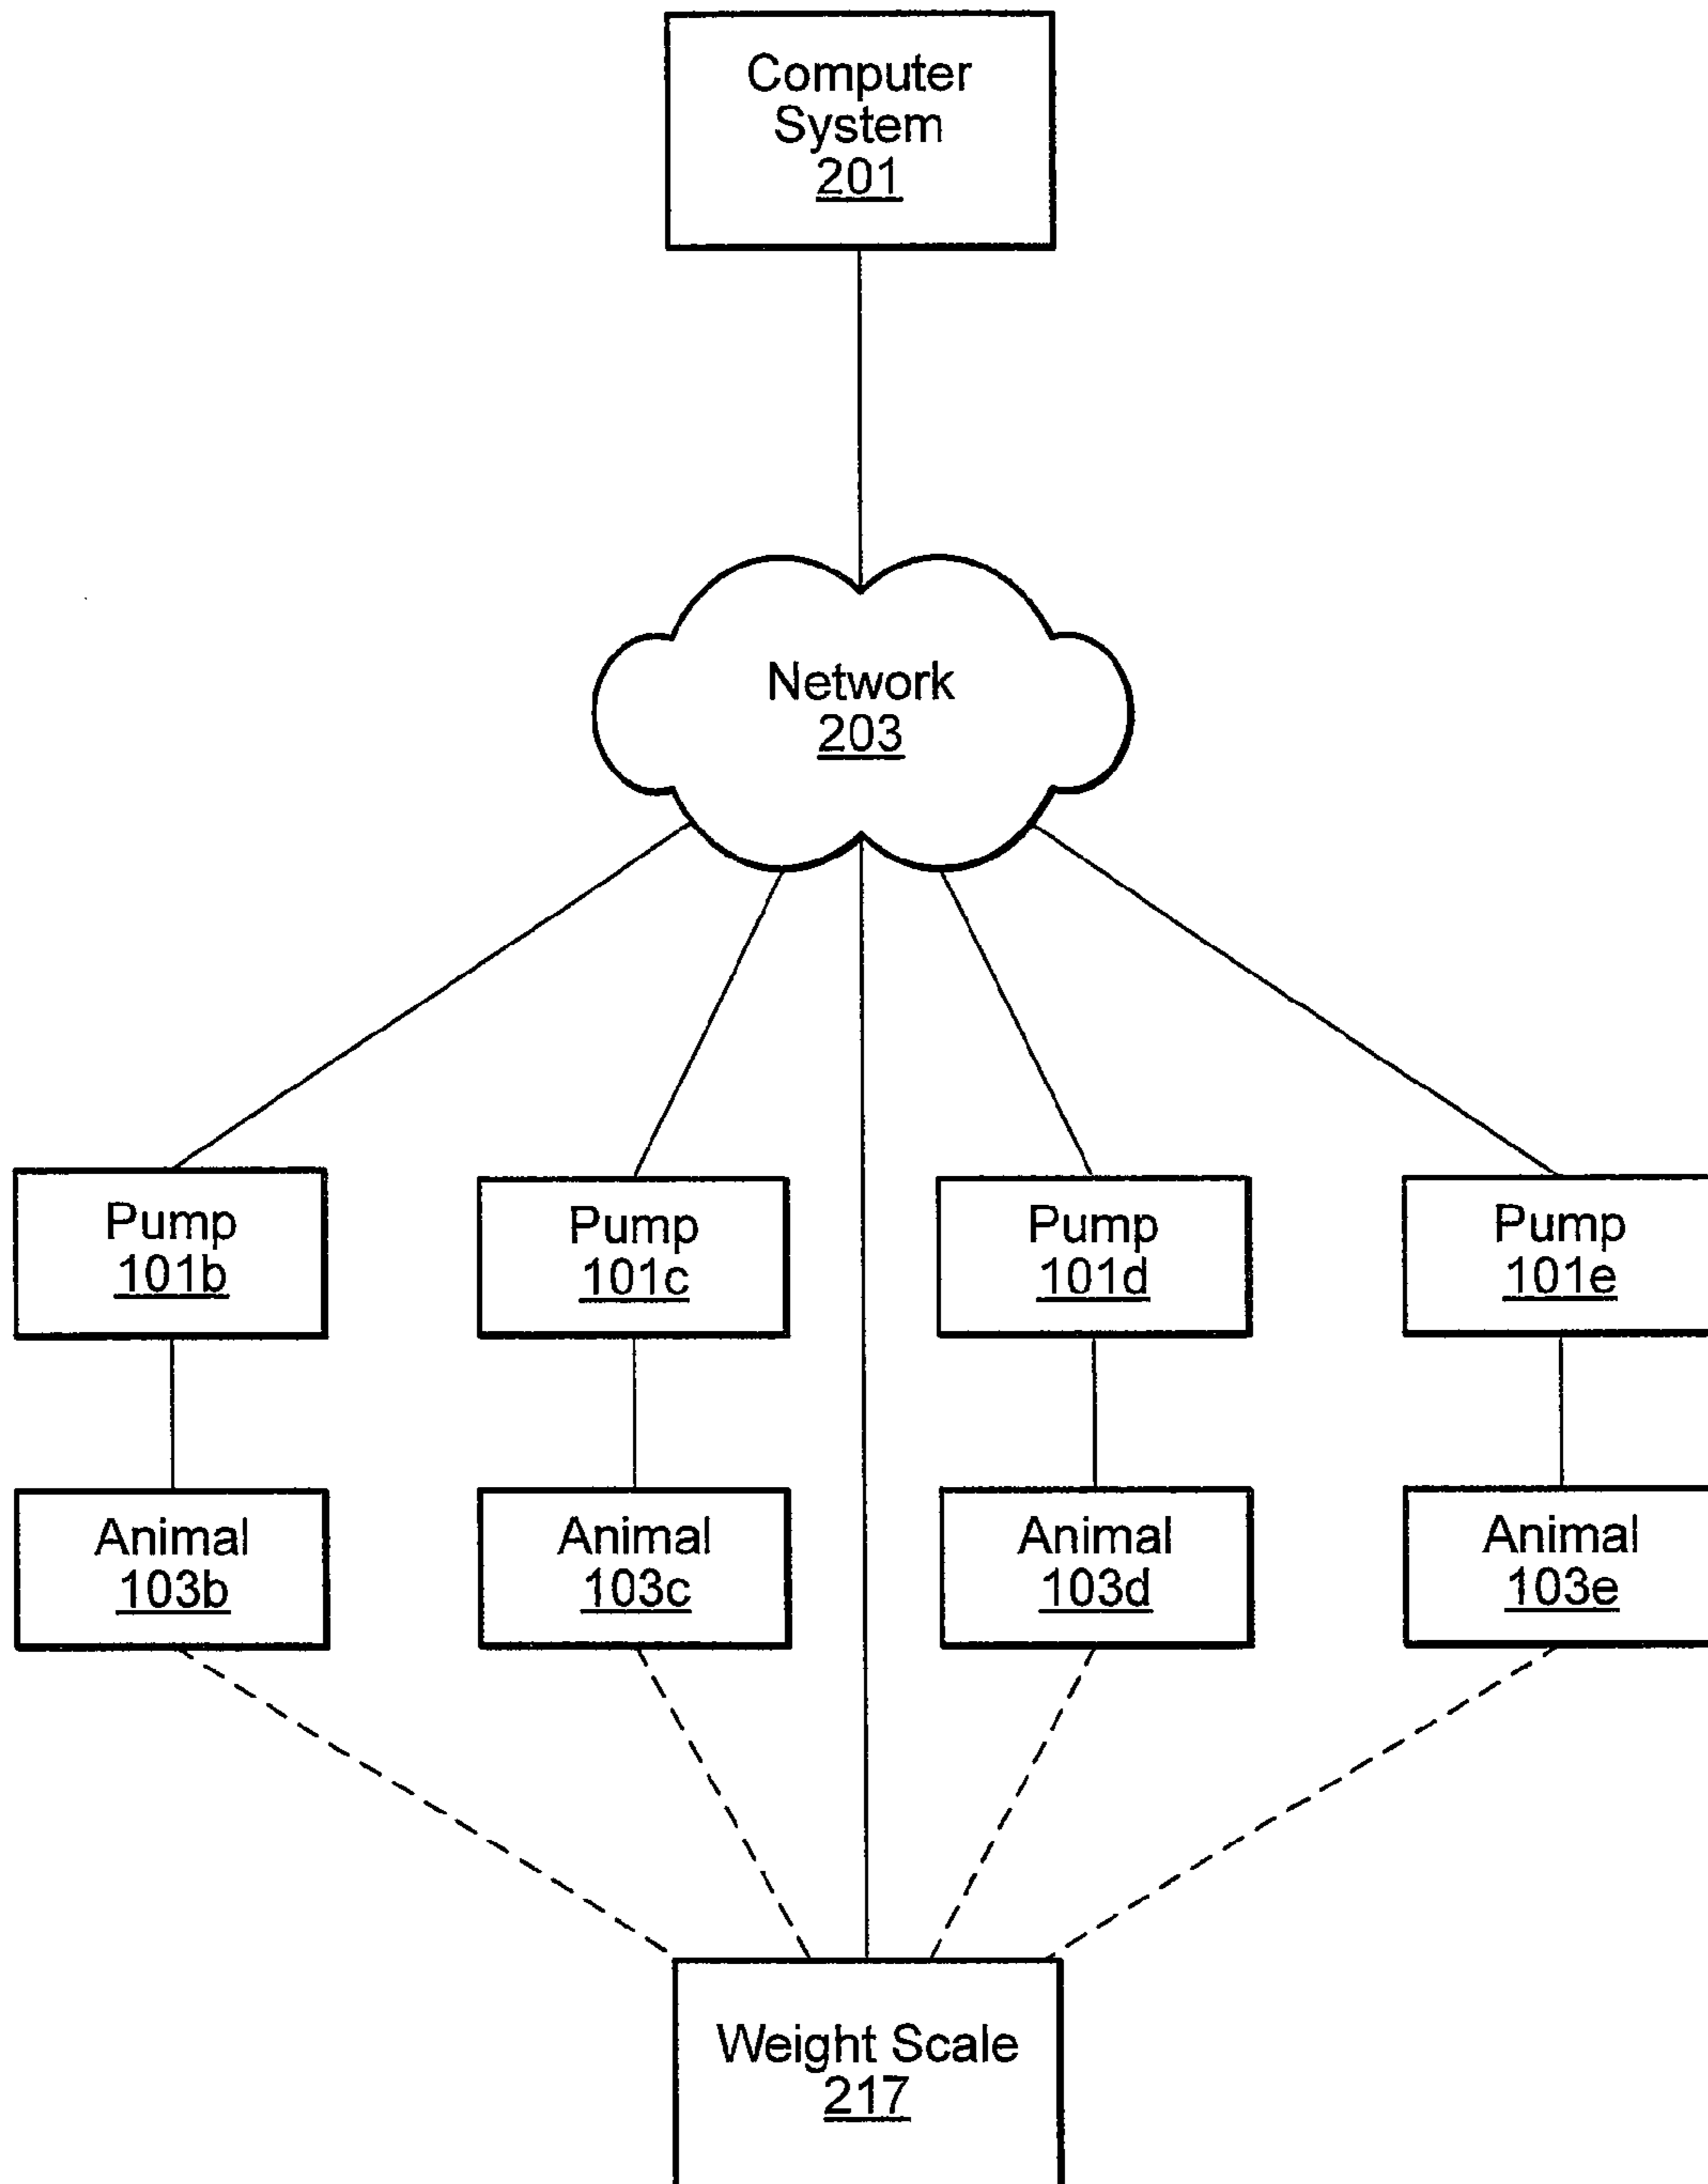 Computer
System
201
Network
203
Pump
101b
Pump
101c
Pump
101d
Pump
101e
Animal
103b
Animal
103c
Animal
103d
Animal
103e
Weight Scale
217